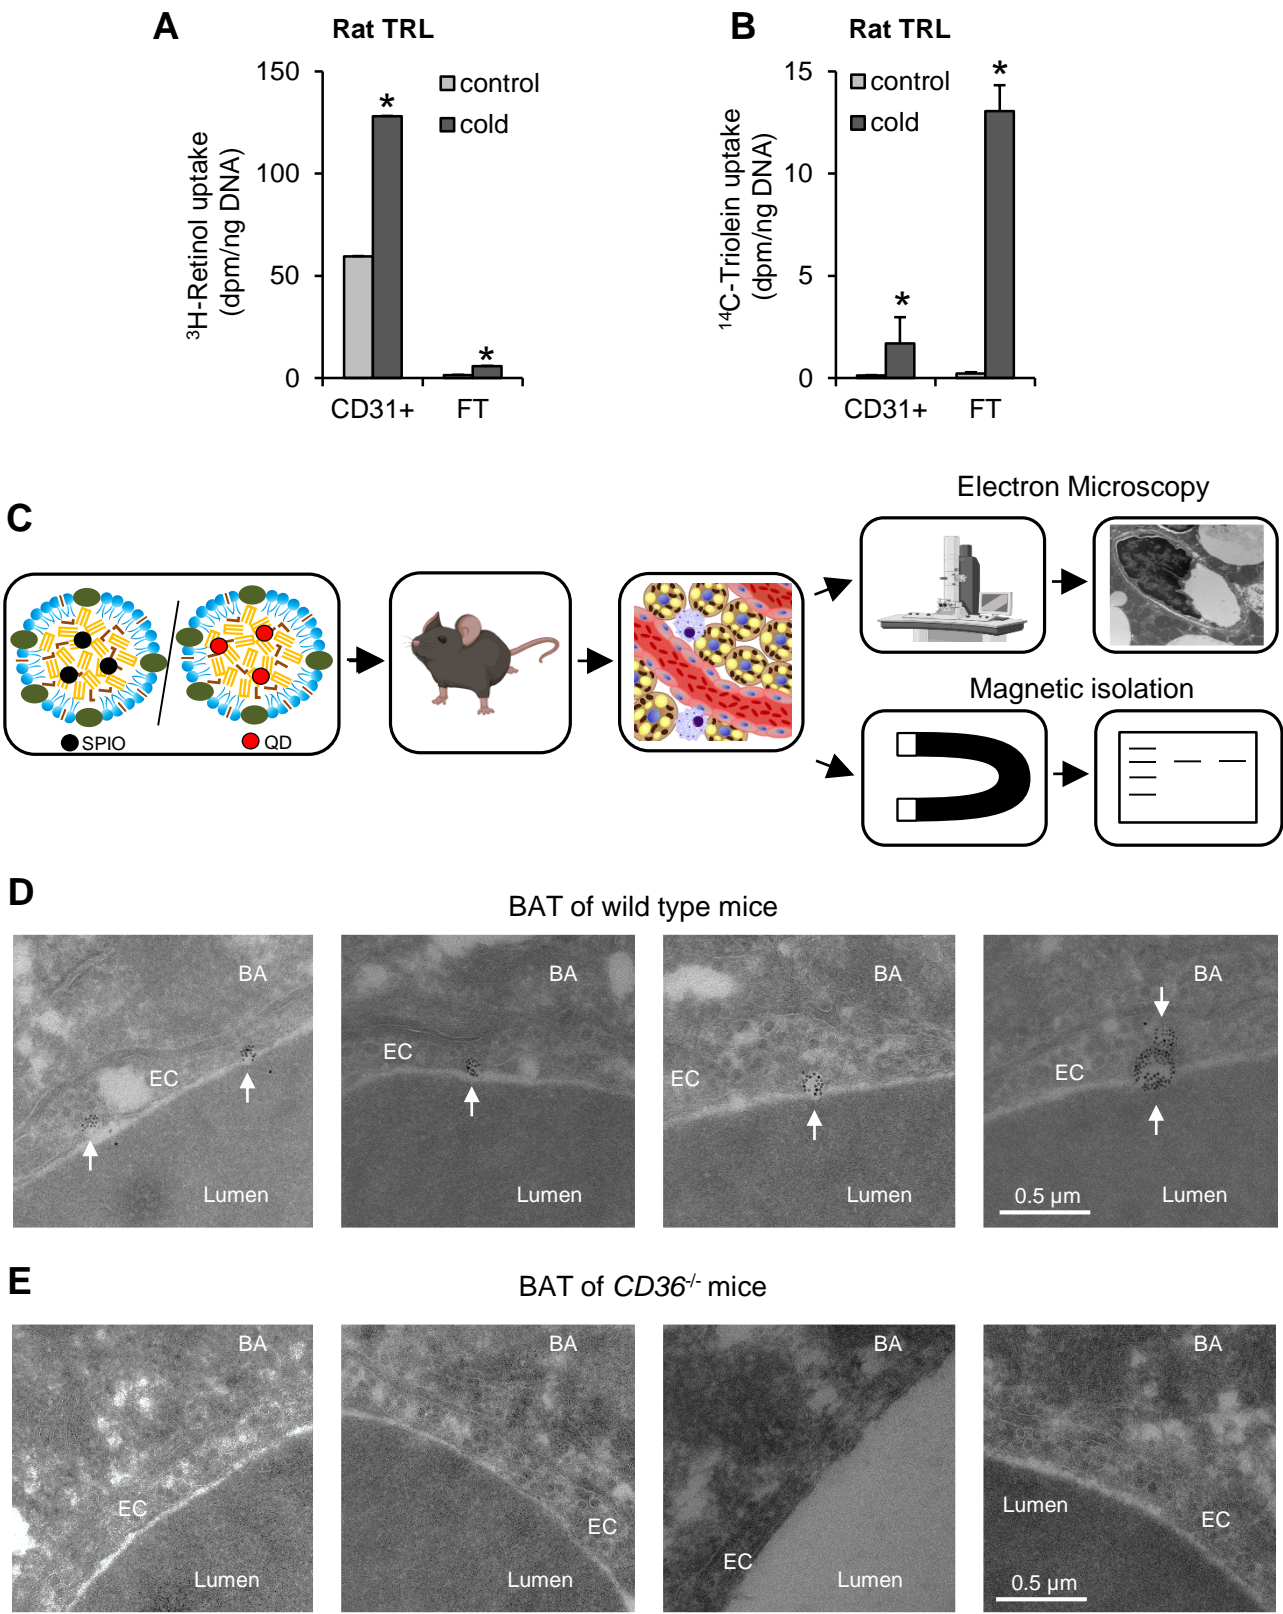 A
Rat TRL
150
100
50
0
³H-Retinol uptake
(dpm/ng DNA)
control
cold
*
*
CD31+
FT
B
Rat TRL
15
10
5
0
¹⁴C-Triolein uptake
(dpm/ng DNA)
control
cold
*
*
CD31+
FT
C
Electron Microscopy
SPIO
QD
Magnetic isolation
D
BAT of wild type mice
BA
EC
Lumen
BA
EC
Lumen
BA
EC
Lumen
BA
EC
0.5 µm
Lumen
E
BAT of CD36-/- mice
BA
EC
Lumen
BA
EC
Lumen
BA
EC
Lumen
BA
Lumen
EC
0.5 µm